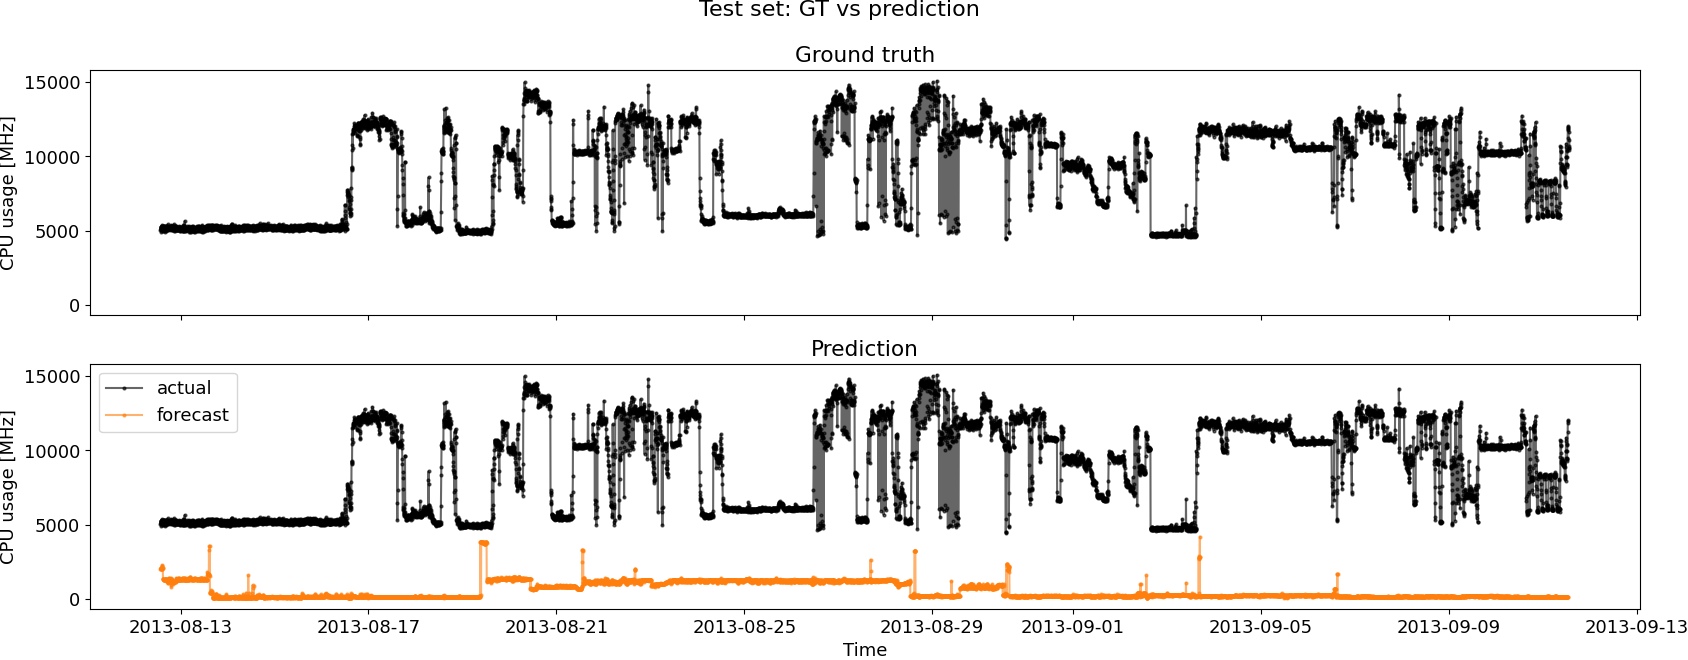 Test set: GT vs prediction
Ground truth
CPU usage [MHz]
15000
10000
5000
0
Prediction
CPU usage [MHz]
15000
10000
5000
0
actual
forecast
2013-08-13 2013-08-17 2013-08-21 2013-08-25 2013-08-29 2013-09-01 2013-09-05 2013-09-09 2013-09-13
Time